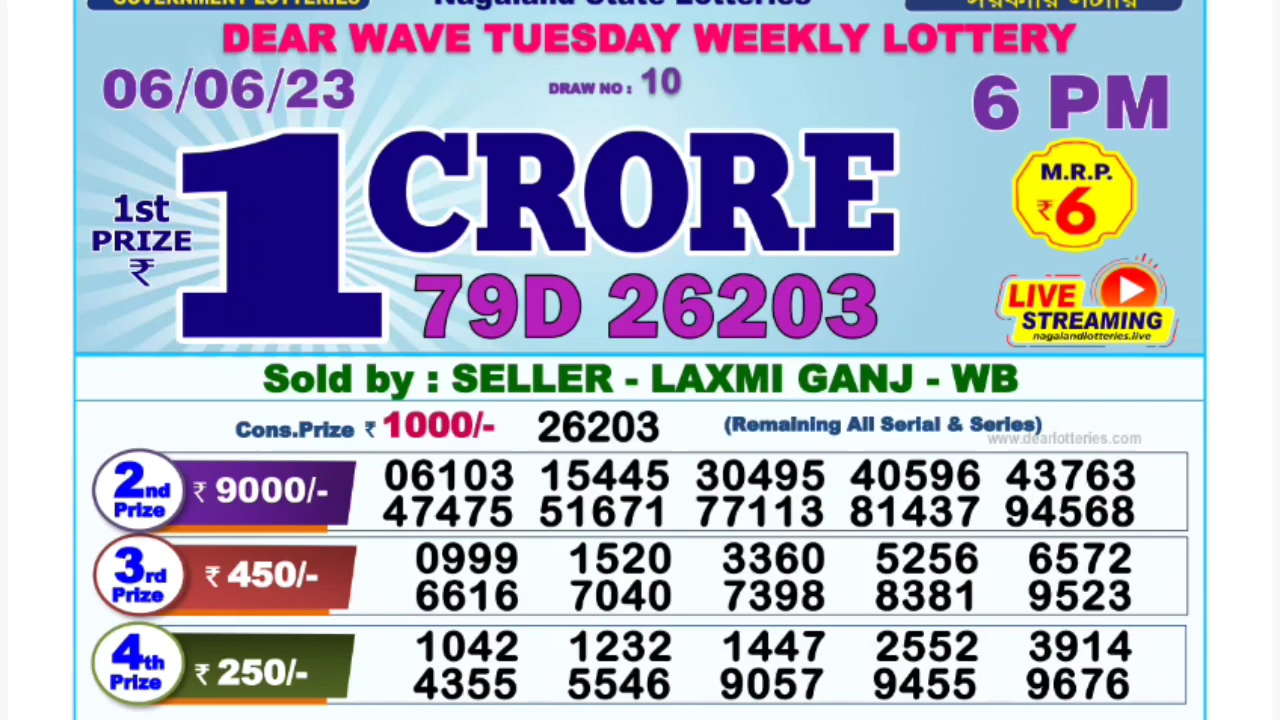 GOVERNMENT LOTTERIES Nagaland State Lotteries সরকারি লটারি
DEAR WAVE TUESDAY WEEKLY LOTTERY
06/06/23 DRAW NO : 10 6 PM
1st PRIZE ₹ 1 CRORE
M.R.P. ₹6
79D 26203
LIVE STREAMING
nagalandlotteries.live
Sold by : SELLER - LAXMI GANJ - WB
Cons.Prize ₹ 1000/- 26203 (Remaining All Serial & Series)
www.dearlotteries.com
2nd Prize ₹ 9000/-
06103 15445 30495 40596 43763
47475 51671 77113 81437 94568
3rd Prize ₹ 450/-
0999 1520 3360 5256 6572
6616 7040 7398 8381 9523
4th Prize ₹ 250/-
1042 1232 1447 2552 3914
4355 5546 9057 9455 9676